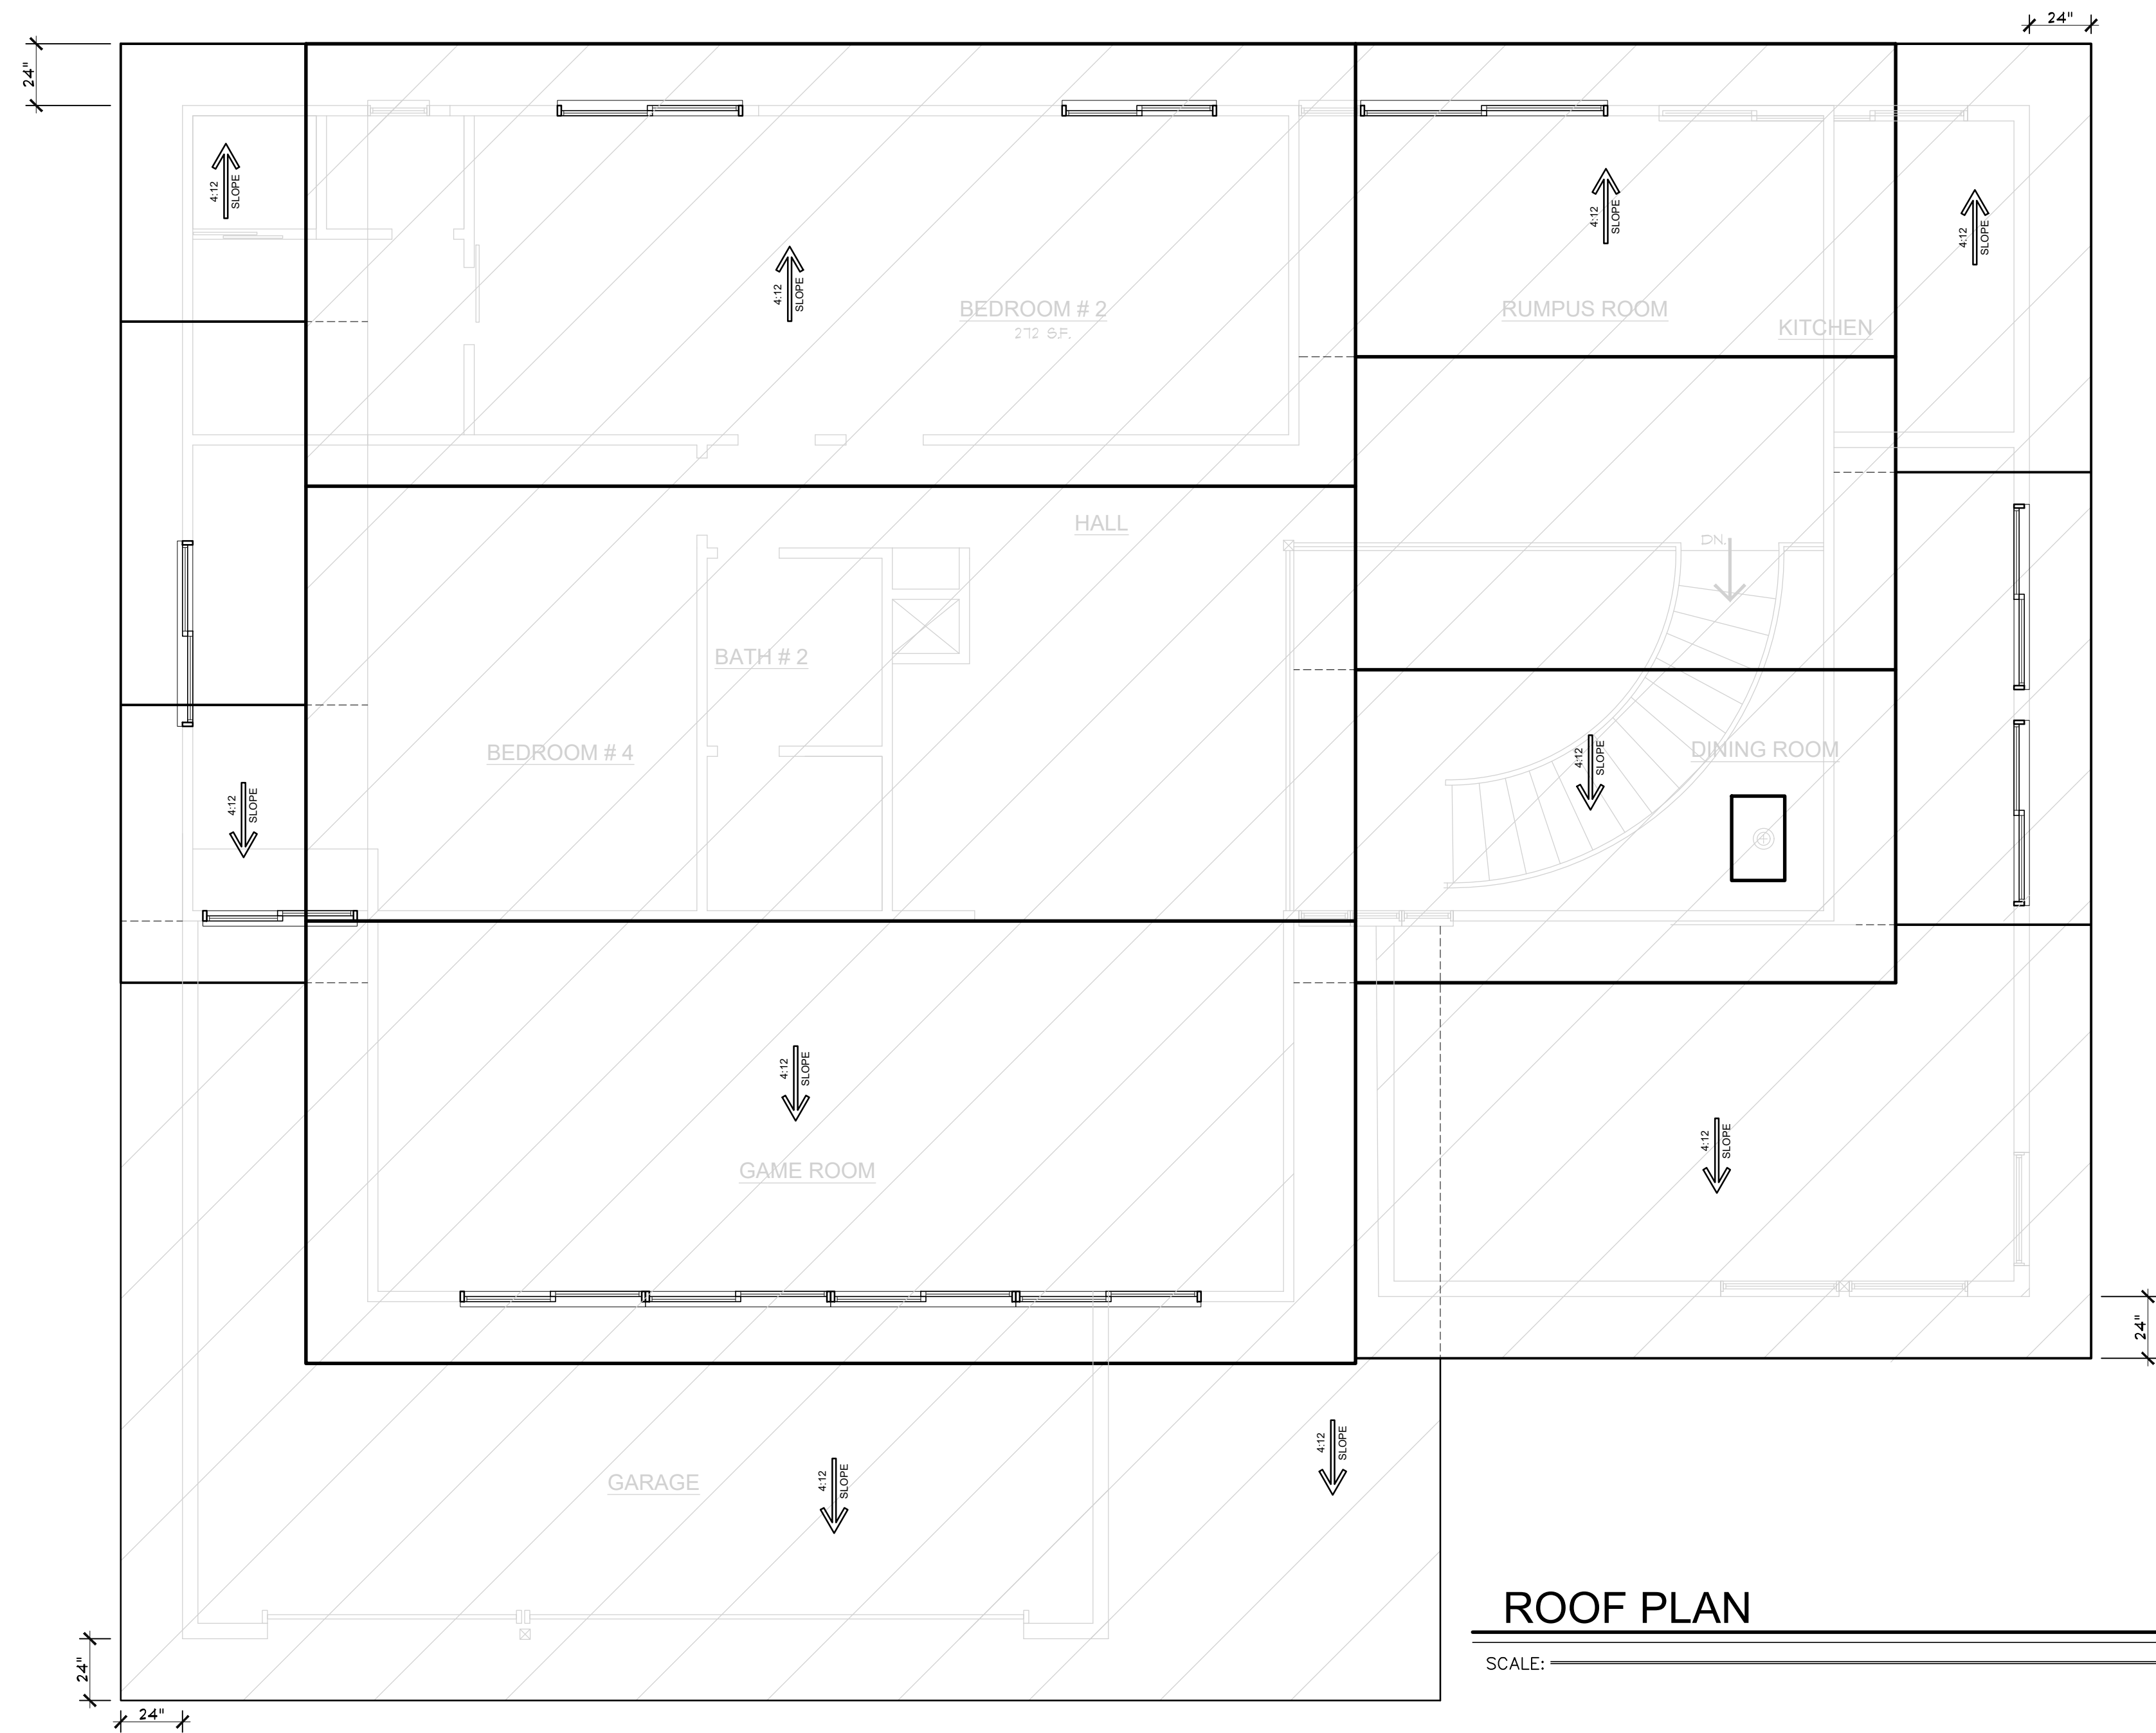 24"
24"
4:12
SLOPE
4:12
SLOPE
4:12
SLOPE
4:12
SLOPE
BEDROOM # 2
272 S.F.
RUMPUS ROOM
KITCHEN
HALL
DN.
BATH # 2
BEDROOM # 4
DINING ROOM
4:12
SLOPE
4:12
SLOPE
4:12
SLOPE
4:12
SLOPE
GAME ROOM
24"
4:12
SLOPE
4:12
SLOPE
GARAGE
ROOF PLAN
SCALE:
24"
24"